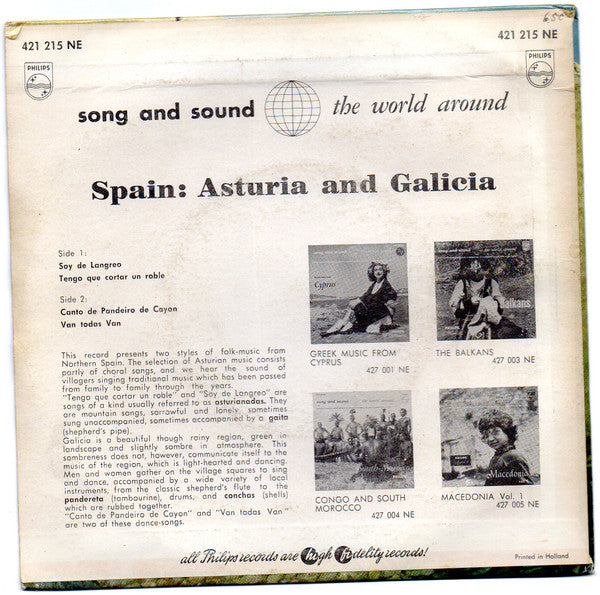 65c
421 215 NE
421 215 NE
PHILIPS
PHILIPS
song and sound the world around
Spain: Asturia and Galicia
Side 1:
Soy de Langreo
Tengo que cortar un roble
Side 2:
Canto de Pandeiro de Cayon
Van todas Van
This record presents two styles of folk-music from
Northern Spain. The selection of Asturian music consists
partly of choral songs, and we hear the sound of
villagers singing traditional music which has been passed
from family to family through the years.
"Tengo que cortar un roble" and "Soy de Langreo" are
songs of a kind usually referred to as asturianadas. They
are mountain songs, sorrawful and lonely, sometimes
sung unaccompanied, sometimes accompanied by a gaita
(shepherd's pipe).
Galicia is a beautiful though rainy region, green in
landscape and slightly sombre in atmosphere. This
sombreness does not, however, communicate itself to the
music of the region, which is light-hearted and dancing.
Men and women gather on the village squares to sing
and dance, accompanied by a wide variety of local
instruments, from the classic shepherd's flute to the
pandereta (tambourine), drums, and conchas (shells)
which are rubbed together.
"Canto de Pandeiro de Cayon" and "Van todas Van"
are two of these dance-songs.
Cyprus
GREEK MUSIC FROM
CYPRUS
427 001 NE
Balkans
THE BALKANS
427 003 NE
song and sound
CONGO AND SOUTH
MOROCCO
427 004 NE
song and sound
Macedonia
MACEDONIA Vol. 1
427 005 NE
all Philips records are High Fidelity records!
Printed in Holland